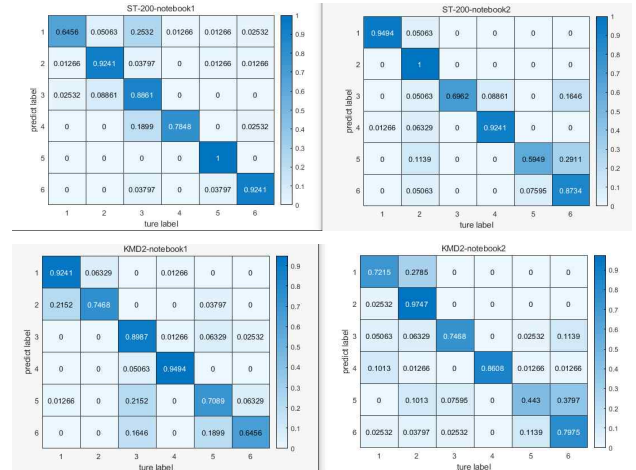 ST-200-notebook1
1 0.6456 0.05063 0.2532 0.01266 0.01266 0.02532
2 0.01266 0.9241 0.03797 0 0.01266 0.01266
3 0.02532 0.08861 0.8861 0 0 0
4 0 0 0.1899 0.7848 0 0.02532
5 0 0 0 0 1 0
6 0 0 0.03797 0 0.03797 0.9241
1 2 3 4 5 6
predict label
ture label
1
0.9
0.8
0.7
0.6
0.5
0.4
0.3
0.2
0.1
0
ST-200-notebook2
1 0.9494 0.05063 0 0 0 0
2 0 1 0 0 0 0
3 0 0.05063 0.6962 0.08861 0 0.1646
4 0.01266 0.06329 0 0.9241 0 0
5 0 0.1139 0 0 0.5949 0.2911
6 0 0.05063 0 0 0.07595 0.8734
1 2 3 4 5 6
predict label
ture label
1
0.9
0.8
0.7
0.6
0.5
0.4
0.3
0.2
0.1
0
KMD2-notebook1
1 0.9241 0.06329 0 0.01266 0 0
2 0.2152 0.7468 0 0 0.03797 0
3 0 0 0.8987 0.01266 0.06329 0.02532
4 0 0 0.05063 0.9494 0 0
5 0.01266 0 0.2152 0 0.7089 0.06329
6 0 0 0.1646 0 0.1899 0.6456
1 2 3 4 5 6
predict label
ture label
0.9
0.8
0.7
0.6
0.5
0.4
0.3
0.2
0.1
0
KMD2-notebook2
1 0.7215 0.2785 0 0 0 0
2 0.02532 0.9747 0 0 0 0
3 0.05063 0.06329 0.7468 0 0.02532 0.1139
4 0.1013 0.01266 0 0.8608 0.01266 0.01266
5 0 0.1013 0.07595 0 0.443 0.3797
6 0.02532 0.03797 0.02532 0 0.1139 0.7975
1 2 3 4 5 6
predict label
ture label
0.9
0.8
0.7
0.6
0.5
0.4
0.3
0.2
0.1
0